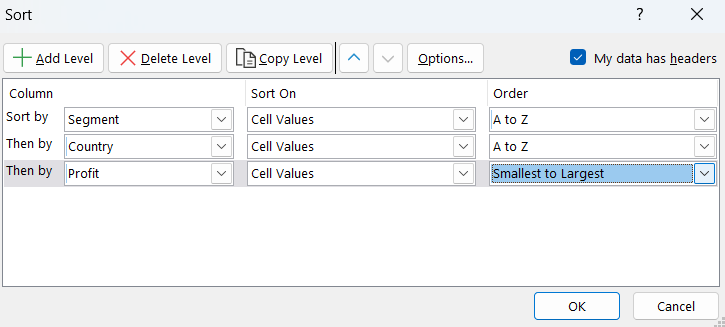 Sort ?
Add Level Delete Level Copy Level Options... My data has headers
Column Sort On Order
Sort by Segment Cell Values A to Z
Then by Country Cell Values A to Z
Then by Profit Cell Values Smallest to Largest
OK Cancel